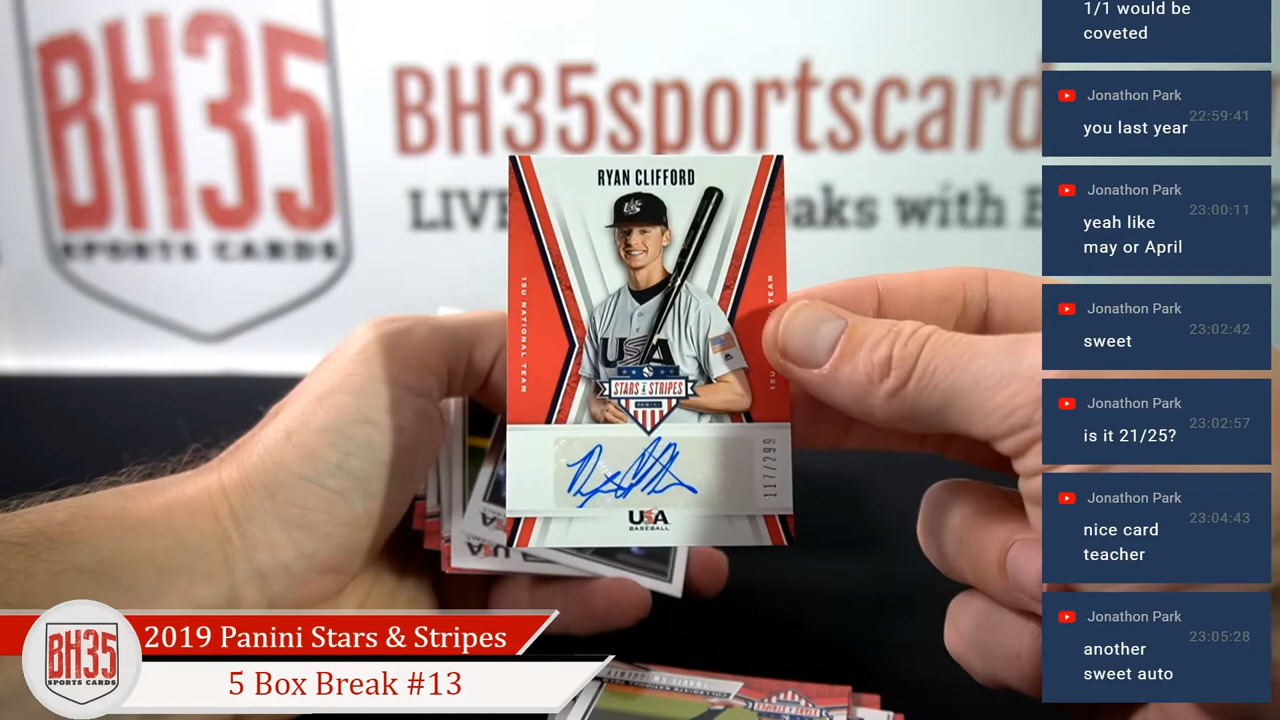 BH35
SPORTS CARDS
BH35sportscard
LIVE aks with
RYAN CLIFFORD
USA
STARS & STRIPES
PANINI
117/299
USA
BASEBALL
2019 Panini Stars & Stripes
5 Box Break #13
BH35
SPORTS CARDS
1/1 would be
coveted
Jonathon Park
22:59:41
you last year
Jonathon Park
23:00:11
yeah like
may or April
Jonathon Park
23:02:42
sweet
Jonathon Park
23:02:57
is it 21/25?
Jonathon Park
23:04:43
nice card
teacher
Jonathon Park
23:05:28
another
sweet auto